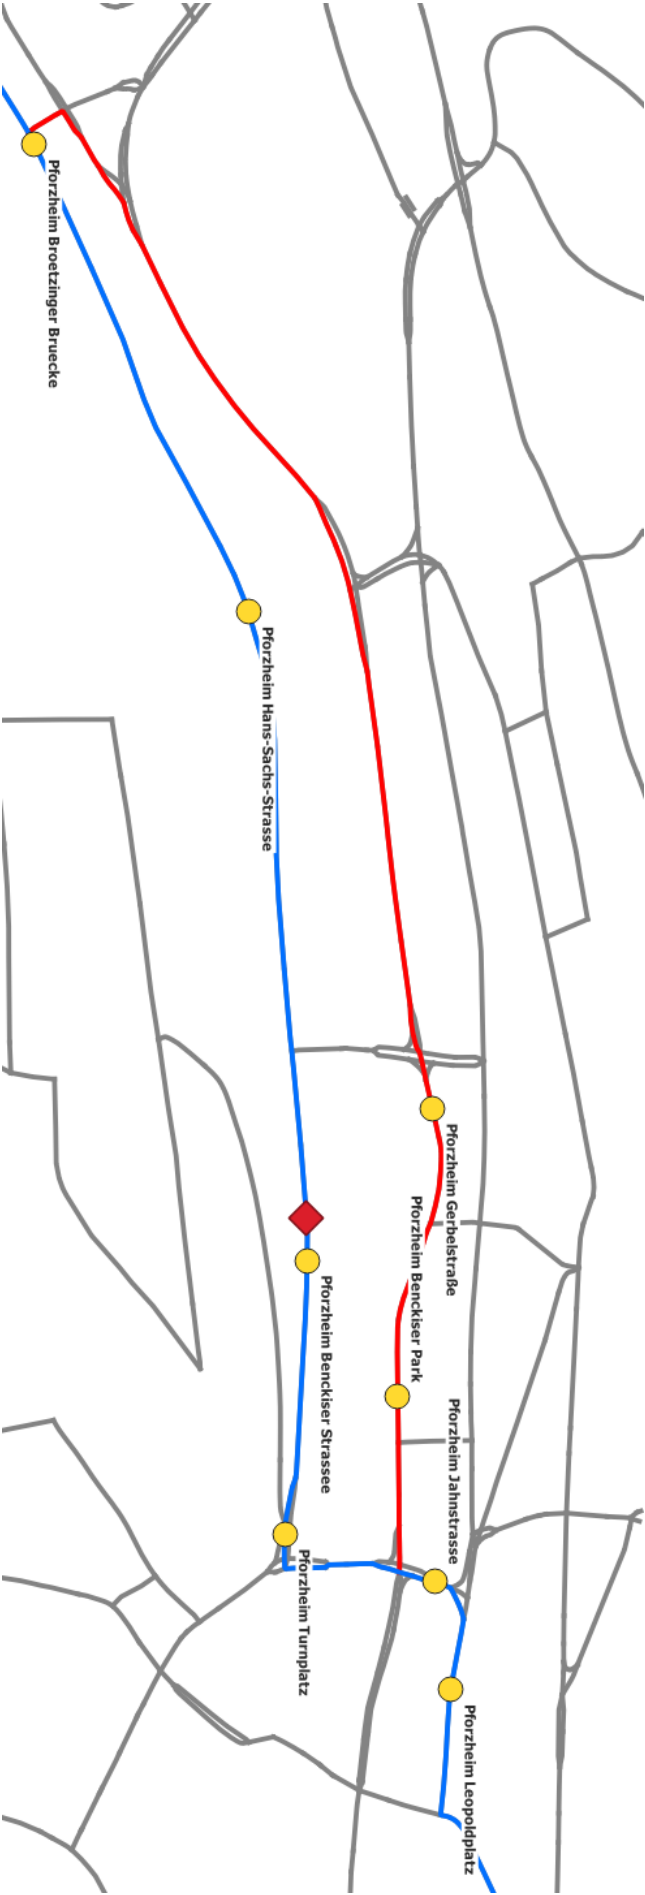 Pforzheim Broetzinger Bruecke
Pforzheim Hans-Sachs-Strasse
Pforzheim Gerbelstraße
Pforzheim Benckiser Park
Pforzheim Benckiser Strassee
Pforzheim Jahnstrasse
Pforzheim Turnplatz
Pforzheim Leopoldplatz